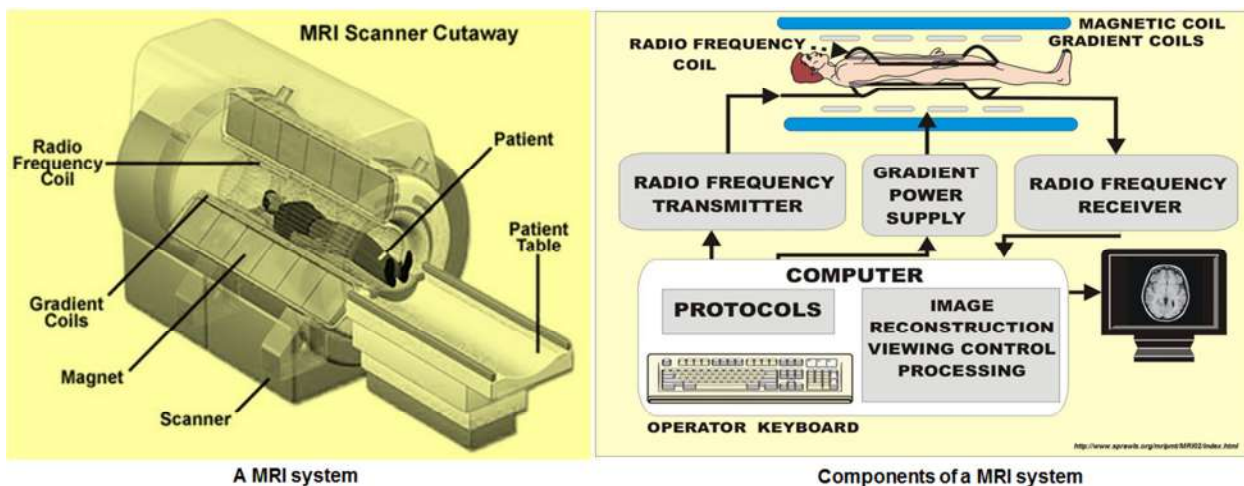 MRI Scanner Cutaway
Radio
Frequency
Coil
Patient
Patient
Table
Gradient
Coils
Magnet
Scanner
A MRI system
MAGNETIC COIL
GRADIENT COILS
RADIO FREQUENCY
COIL
RADIO FREQUENCY
TRANSMITTER
GRADIENT
POWER
SUPPLY
RADIO FREQUENCY
RECEIVER
COMPUTER
PROTOCOLS
IMAGE
RECONSTRUCTION
VIEWING CONTROL
PROCESSING
OPERATOR KEYBOARD
http://www.sprawls.org/mripmt/MRI02/index.html
Components of a MRI system